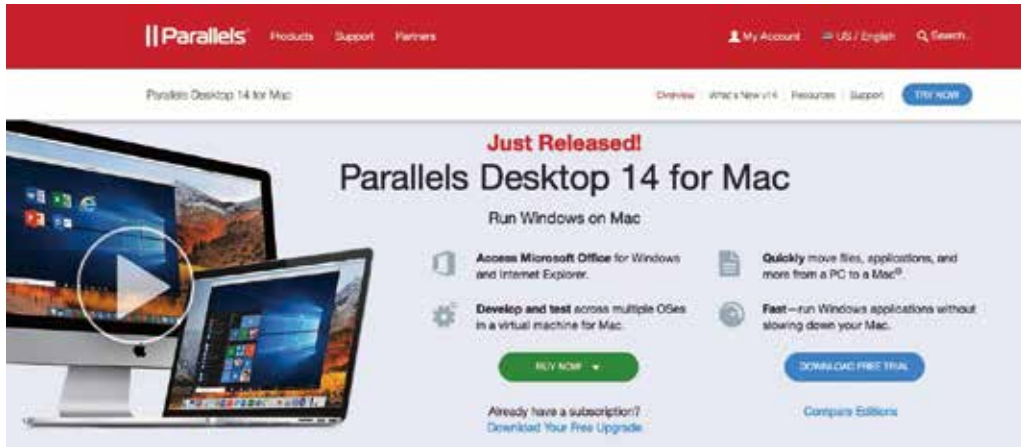 Parallels Products Support Partners My Account US / English Search...
Parallels Desktop 14 for Mac Overview What's New v14 Resources Support TRY NOW
Just Released!
Parallels Desktop 14 for Mac
Run Windows on Mac
Access Microsoft Office for Windows
and Internet Explorer.
Quickly move files, applications, and
more from a PC to a Mac®.
Develop and test across multiple OSes
in a virtual machine for Mac.
Fast—run Windows applications without
slowing down your Mac.
BUY NOW
DOWNLOAD FREE TRIAL
Already have a subscription?
Download Your Free Upgrade
Compare Editions